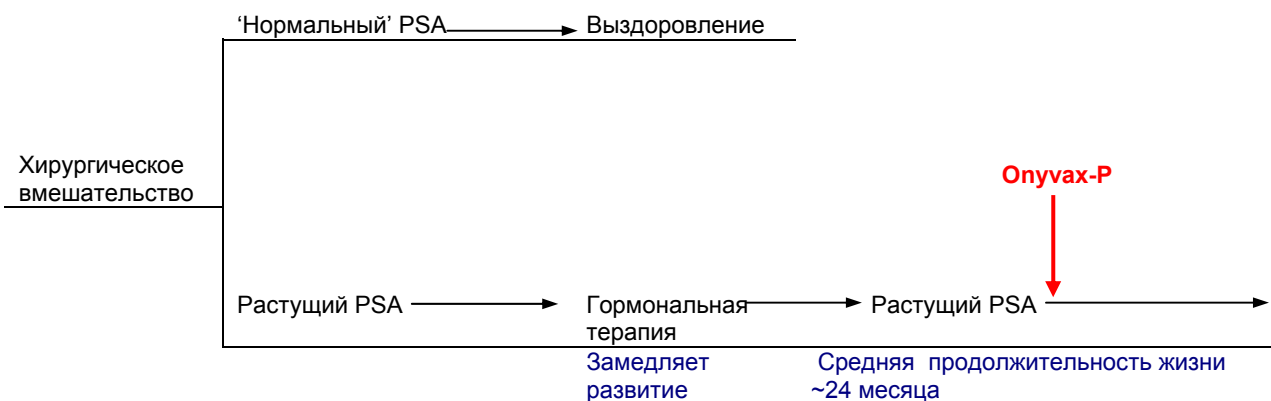 ‘Нормальный’ PSA Выздоровление
Хирургическое
вмешательство
Onyvax-P
Растущий PSA Гормональная Растущий PSA
терапия
Замедляет Средняя продолжительность жизни
развитие ~24 месяца